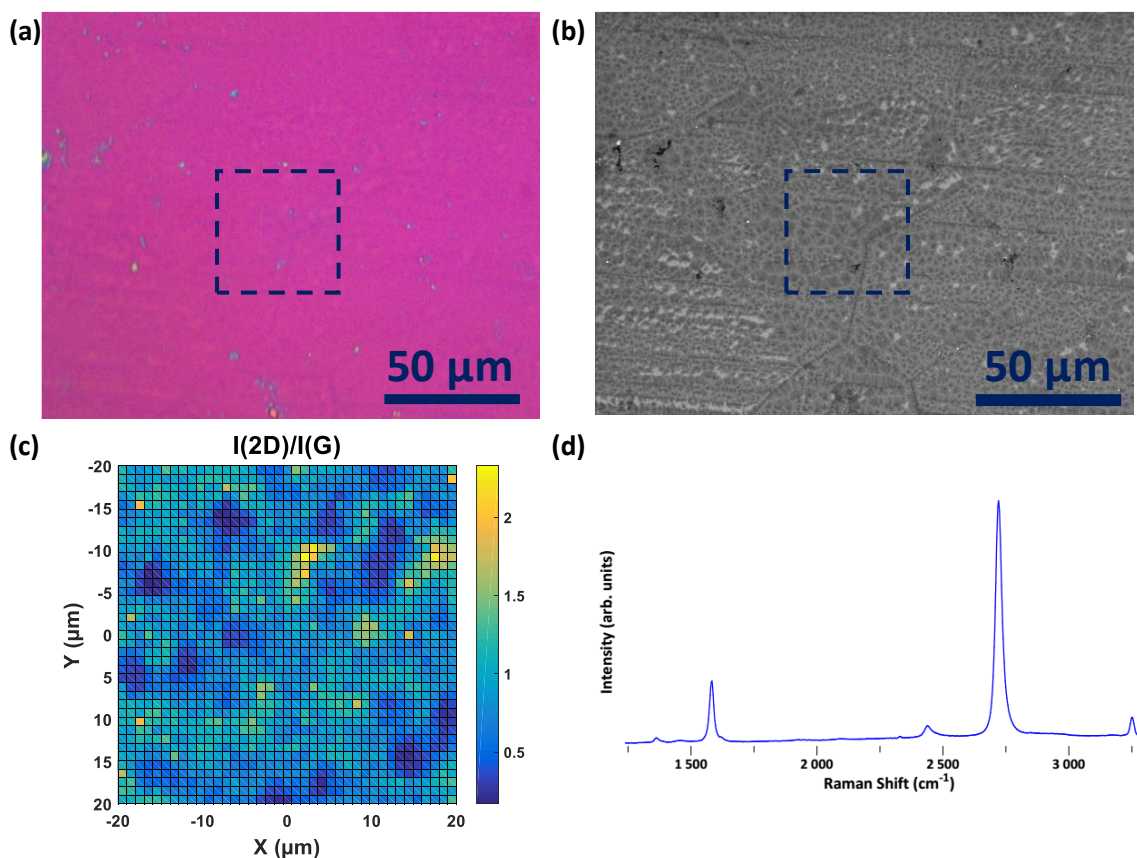 (a)
50 µm
(b)
50 µm
(c)
I(2D)/I(G)
-20
-15
-10
-5
0
5
10
15
20
Y (µm)
-20
-10
0
10
20
X (µm)
2
1.5
1
0.5
(d)
Intensity (arb. units)
1 500
2 000
2 500
3 000
Raman Shift (cm⁻¹)